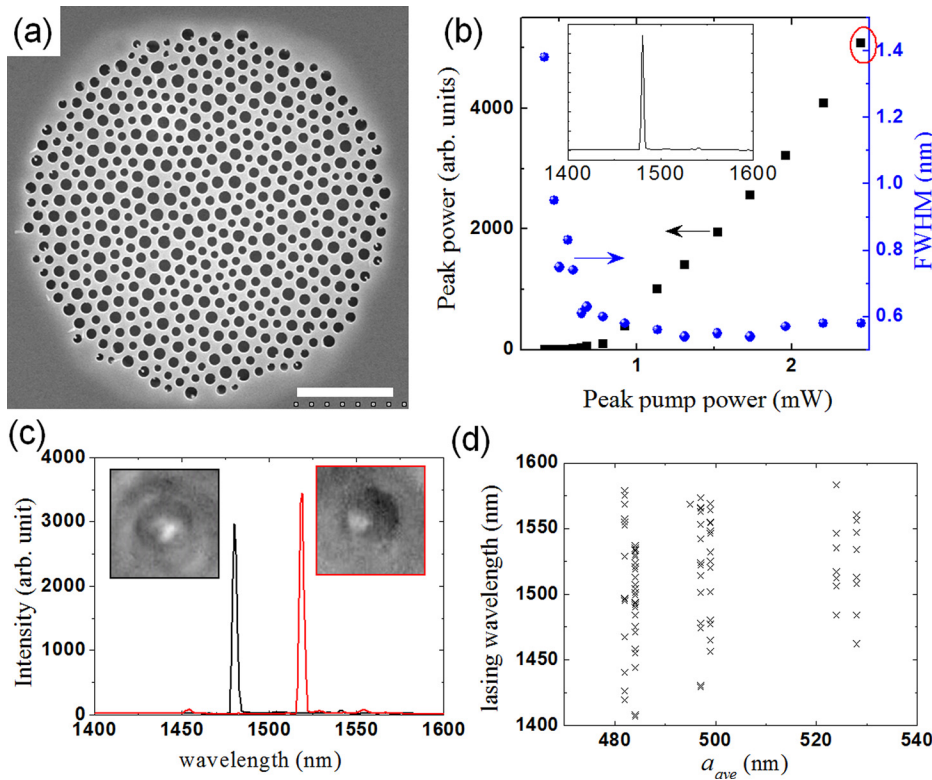 (a)
(b)
Peak power (arb. units)
4000
2000
0
1400
1500
1600
1.4
1.2
1.0
0.8
0.6
FWHM (nm)
1
2
Peak pump power (mW)
(c)
Intensity (arb. unit)
4000
3000
2000
1000
0
1400
1450
1500
1550
1600
wavelength (nm)
(d)
lasing wavelength (nm)
1600
1550
1500
1450
1400
480
500
520
540
a_ave (nm)